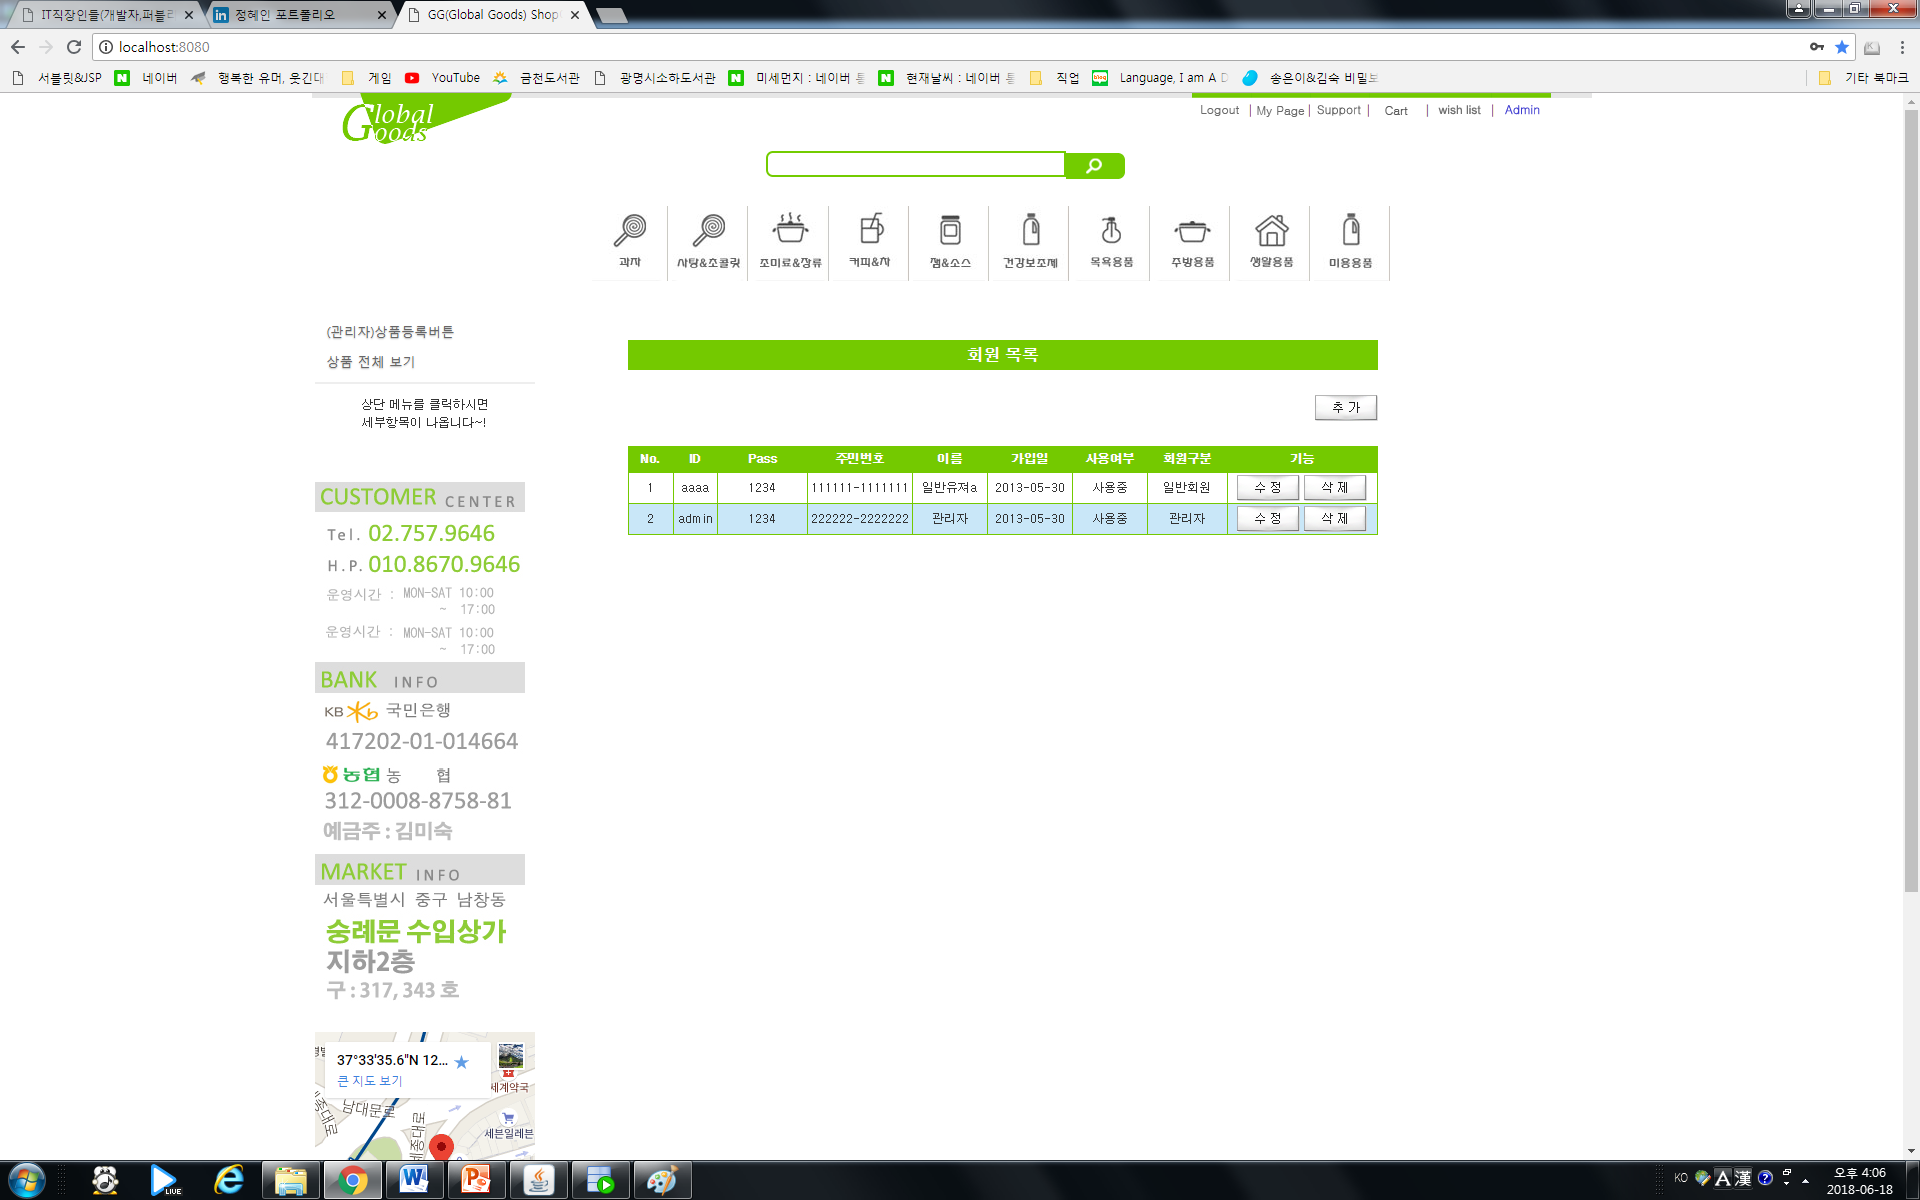 IT직장인들(개발자,퍼블리
정혜인 포트폴리오
GG(Global Goods) Shop
localhost:8080
서블릿&JSP
네이버
행복한 유머, 웃긴대
게임
YouTube
금천도서관
광명시소하도서관
미세먼지 : 네이버 통
현재날씨 : 네이버 통
직업
Language, I am A D
송은이&김숙 비밀보
기타 북마크
Global Goods
Logout | My Page | Support | Cart | wish list | Admin
과자
사탕&초콜릿
조미료&장류
커피&차
잼&소스
건강보조제
목욕용품
주방용품
생활용품
미용용품
(관리자)상품등록버튼
상품 전체 보기
상단 메뉴를 클릭하시면
세부항목이 나옵니다~!
회원 목록
추 가
No. ID Pass 주민번호 이름 가입일 사용여부 회원구분 기능
1 aaaa 1234 111111-1111111 일반유져a 2013-05-30 사용중 일반회원 수 정 삭 제
2 admin 1234 222222-2222222 관리자 2013-05-30 사용중 관리자 수 정 삭 제
CUSTOMER CENTER
Tel. 02.757.9646
H.P. 010.8670.9646
운영시간 : MON-SAT 10:00
~ 17:00
운영시간 : MON-SAT 10:00
~ 17:00
BANK INFO
KB 국민은행
417202-01-014664
농협 농 협
312-0008-8758-81
예금주 : 김미숙
MARKET INFO
서울특별시 중구 남창동
숭례문 수입상가
지하2층
구 : 317, 343 호
37°33'35.6"N 12...
큰 지도 보기
세계약국
남대문로
세종대로
세븐일레븐
LIVE
KO A 漢
오후 4:06
2018-06-18